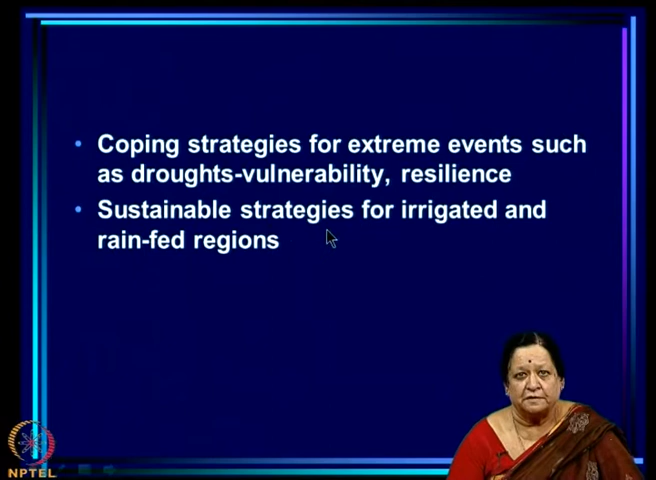 • Coping strategies for extreme events such
as droughts-vulnerability, resilience
• Sustainable strategies for irrigated and
rain-fed regions
NPTEL